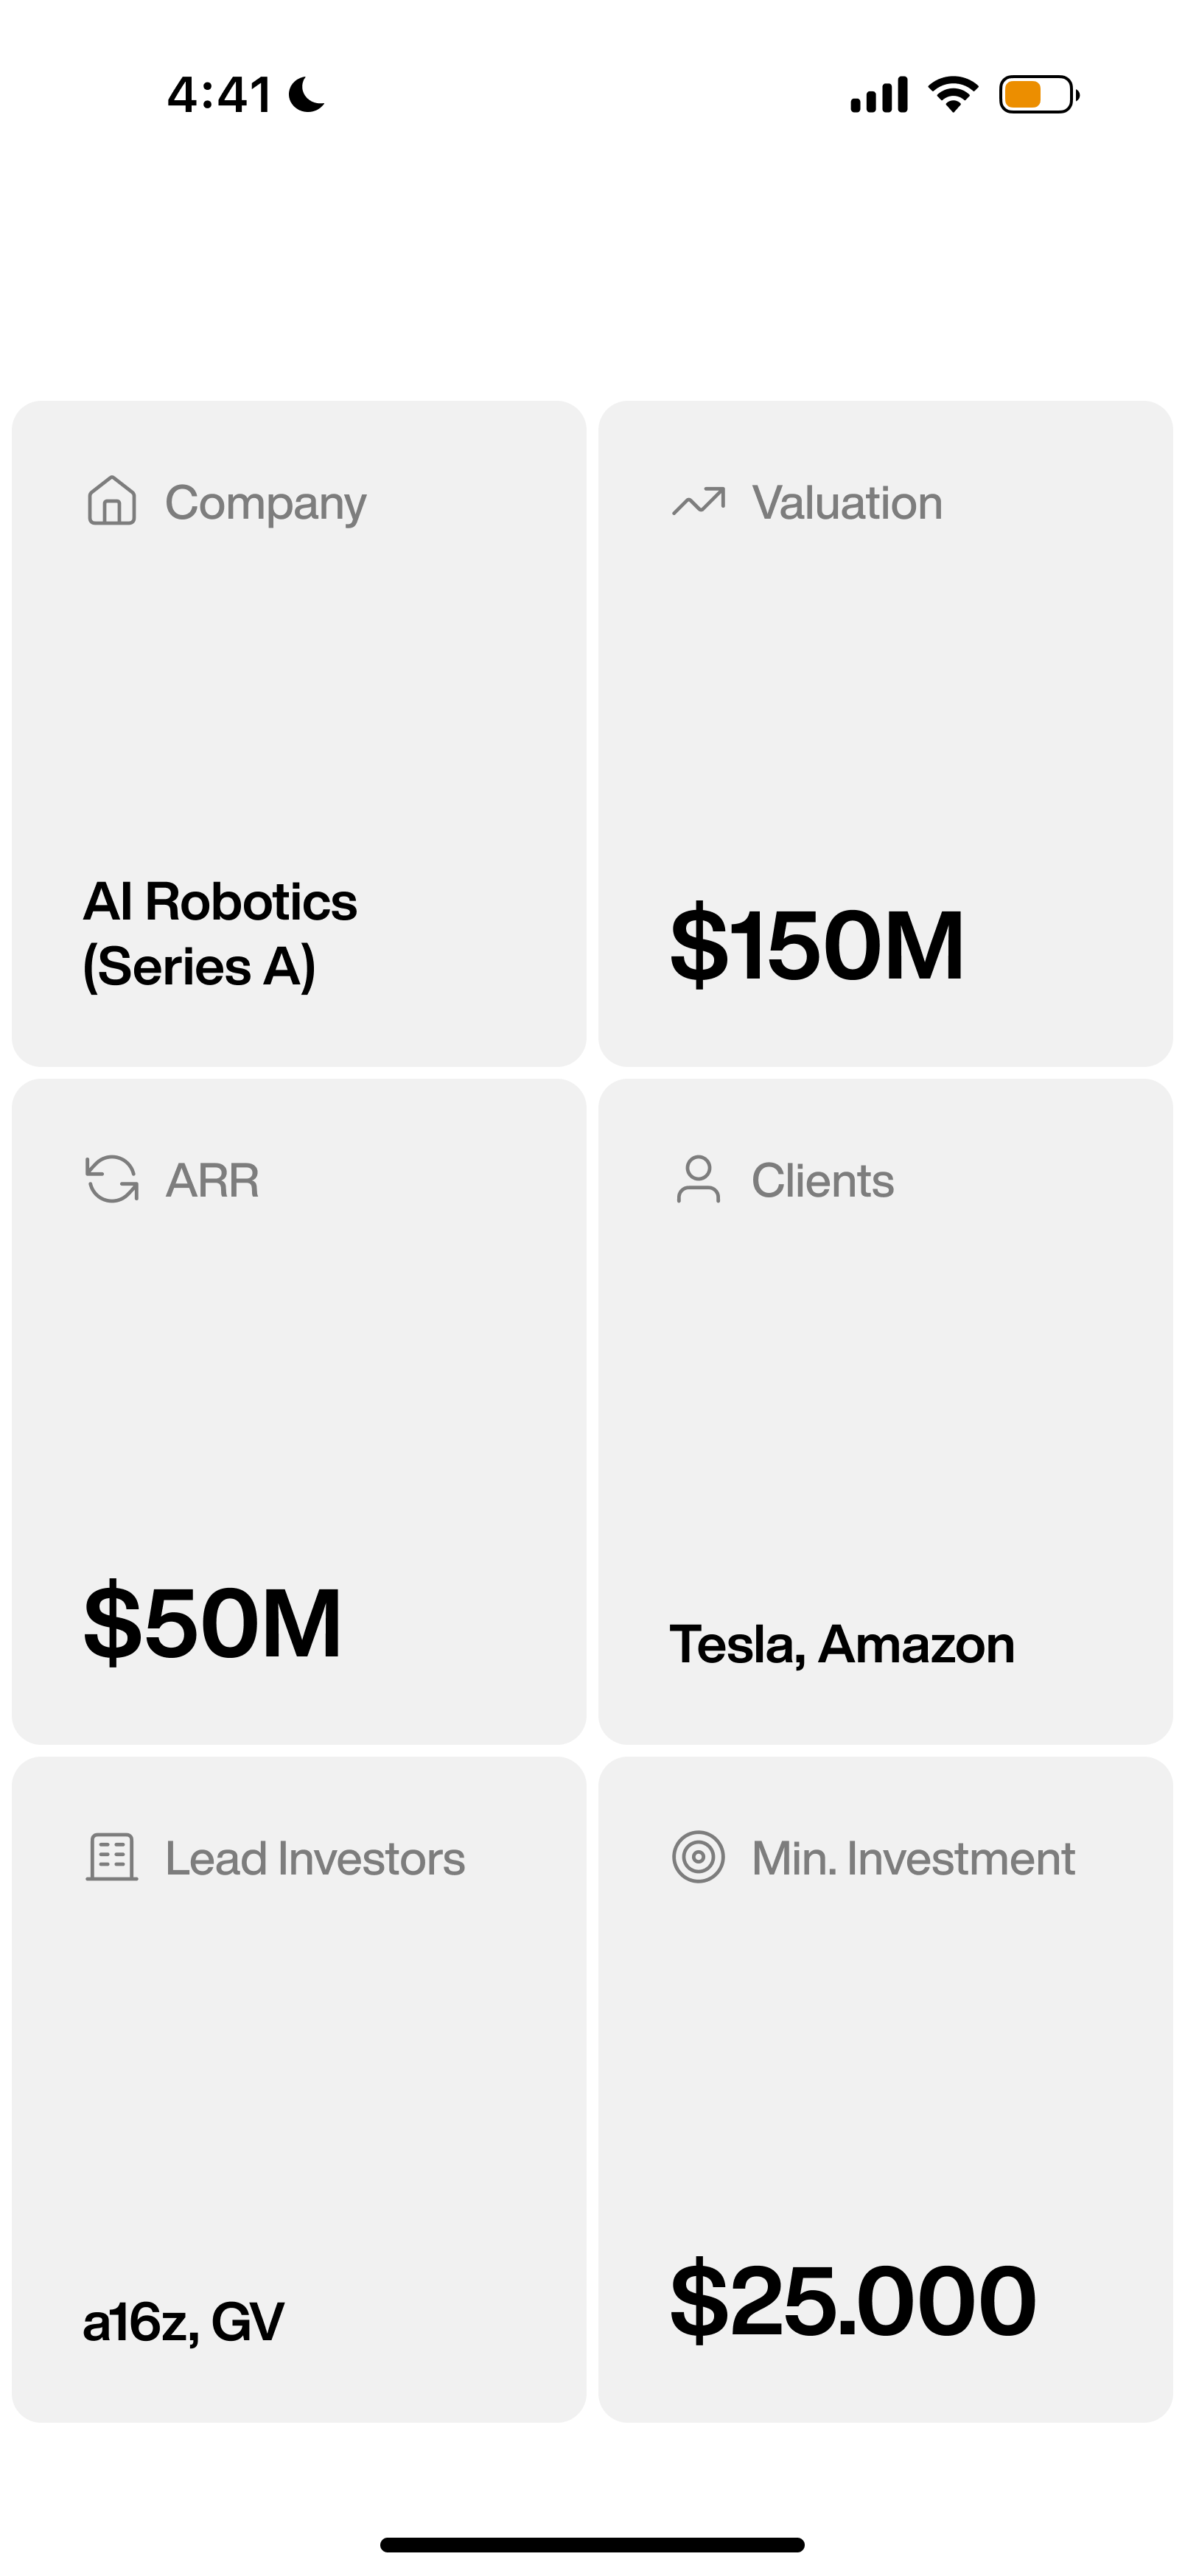 4:41
Company
Valuation
AI Robotics
(Series A)
$150M
ARR
Clients
$50M
Tesla, Amazon
Lead Investors
Min. Investment
a16z, GV
$25.000